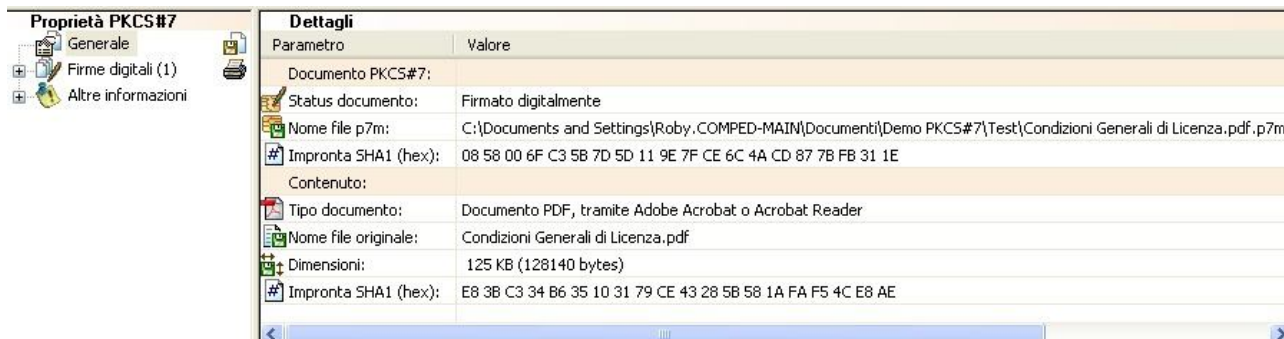 Proprietà PKCS#7
Generale
Firme digitali (1)
Altre informazioni
Dettagli
Parametro Valore
Documento PKCS#7:
Status documento: Firmato digitalmente
Nome file p7m: C:\Documents and Settings\Roby.COMPED-MAIN\Documenti\Demo PKCS#7\Test\Condizioni Generali di Licenza.pdf.p7m
Impronta SHA1 (hex): 08 58 00 6F C3 5B 7D 5D 11 9E 7F CE 6C 4A CD 87 7B FB 31 1E
Contenuto:
Tipo documento: Documento PDF, tramite Adobe Acrobat o Acrobat Reader
Nome file originale: Condizioni Generali di Licenza.pdf
Dimensioni: 125 KB (128140 bytes)
Impronta SHA1 (hex): E8 3B C3 34 B6 35 10 31 79 CE 43 28 5B 58 1A FA F5 4C E8 AE